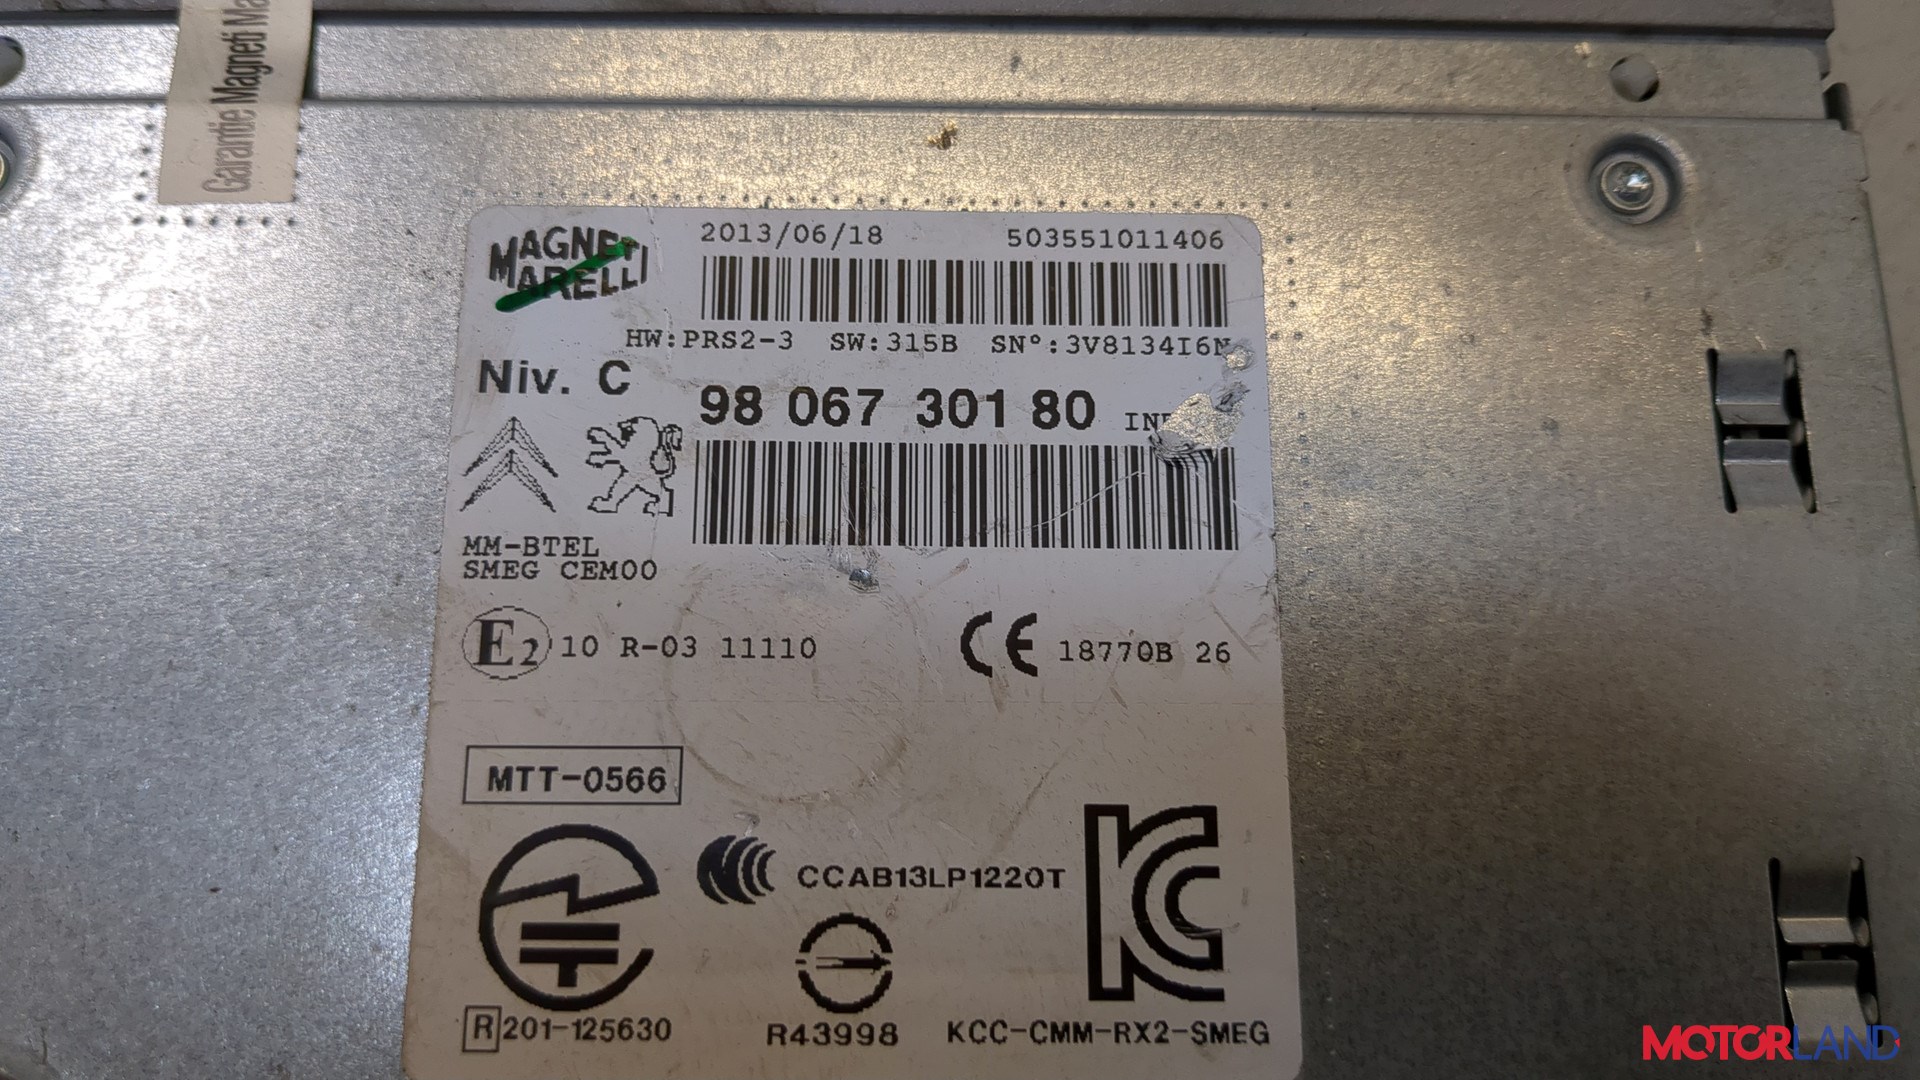 Garantie Magneti
MAGNETI
MARELLI
2013/06/18 503551011406
HW:PRS2-3 SW:315B SN°:3V8134I6N
Niv. C
98 067 301 80
MM-BTEL
SMEG CEM00
E2 10 R-03 11110
CE 18770B 26
MTT-0566
CCAB13LP1220T
KC
R 201-125630
R43998
KCC-CMM-RX2-SMEG
MOTORLAND